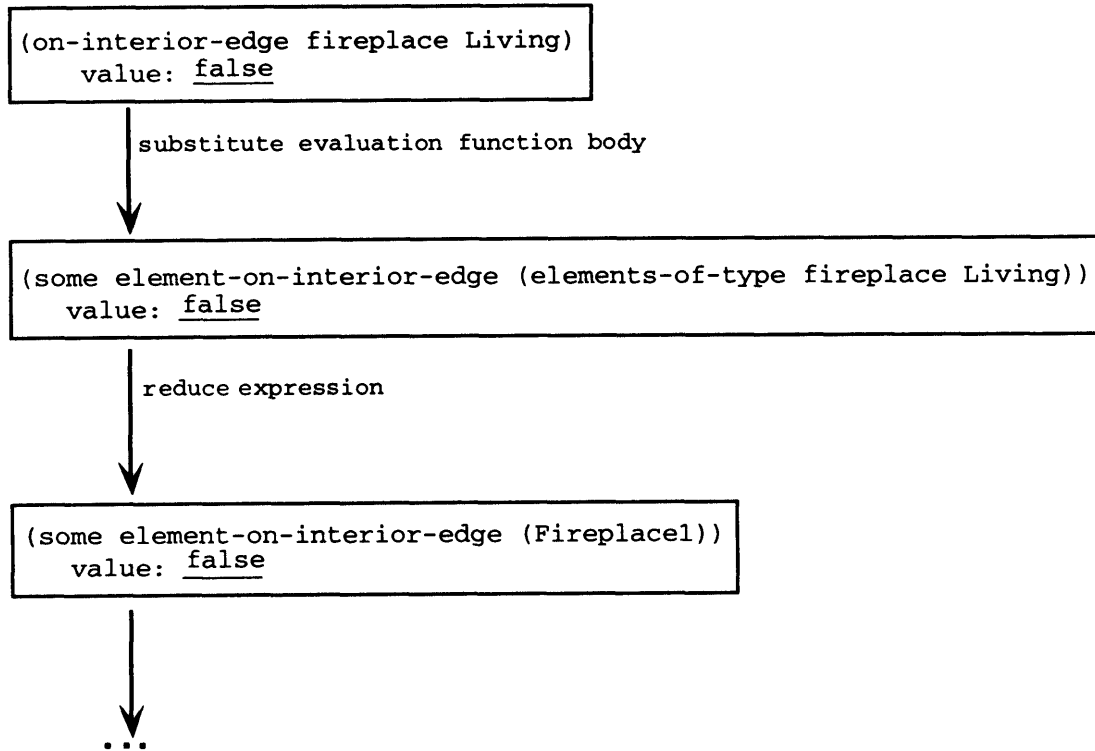 (on-interior-edge fireplace Living)
value: false
substitute evaluation function body
(some element-on-interior-edge (elements-of-type fireplace Living))
value: false
reduce expression
(some element-on-interior-edge (Fireplace1))
value: false
...